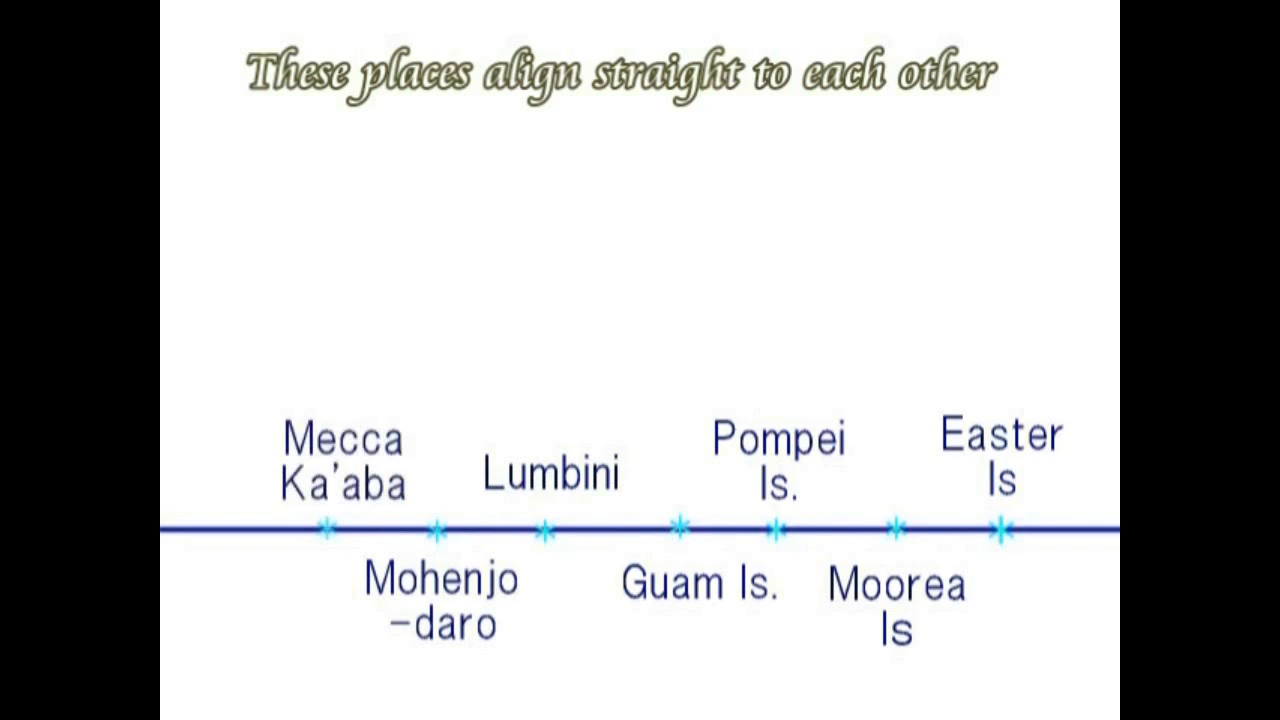 These places align straight to each other
Mecca
Ka'aba
Lumbini
Pompei
Is.
Easter
Is
Mohenjo
-daro
Guam Is.
Moorea
Is